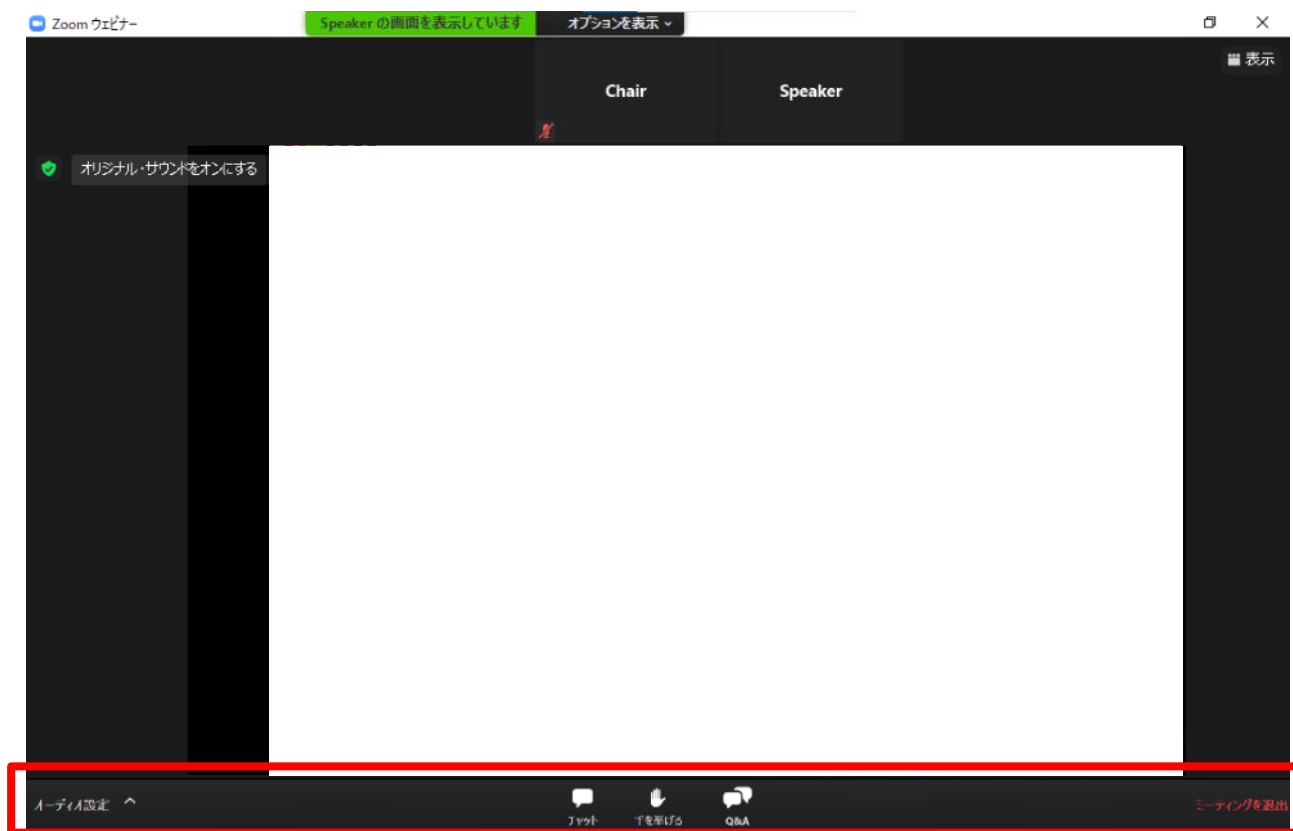 Zoom ウェビナー
Speaker の画面を表示しています
オプションを表示
表示
Chair
Speaker
オリジナル・サウンドをオンにする
オーディオ設定
チャット
手を挙げる
Q&A
ミーティングを退出